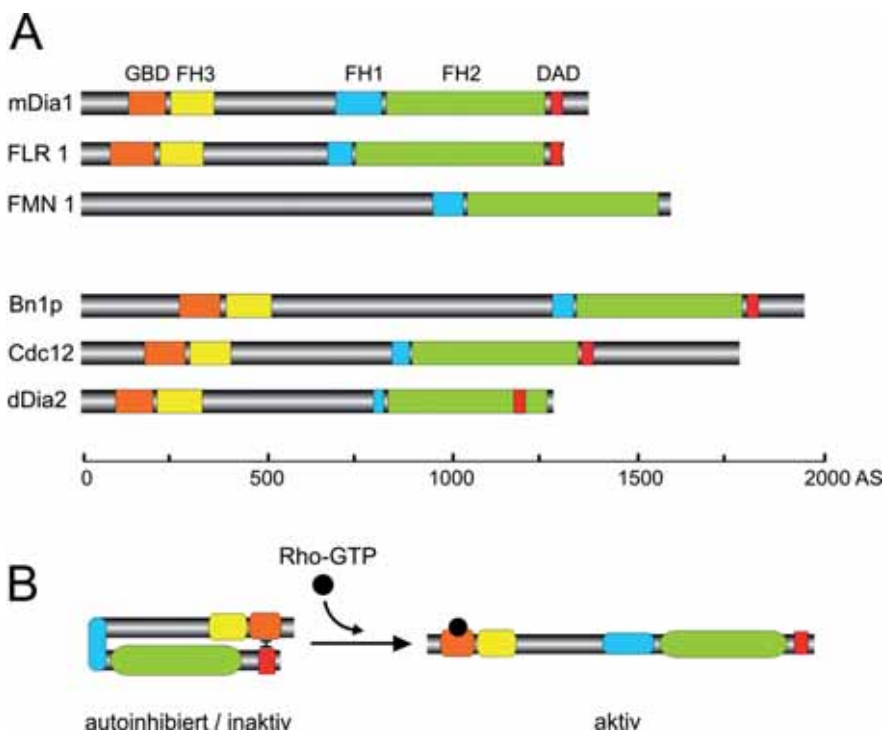 A
GBD FH3 FH1 FH2 DAD
mDia1
FLR 1
FMN 1
Bn1p
Cdc12
dDia2
0 500 1000 1500 2000 AS
B
Rho-GTP
autoinhibiert / inaktiv aktiv